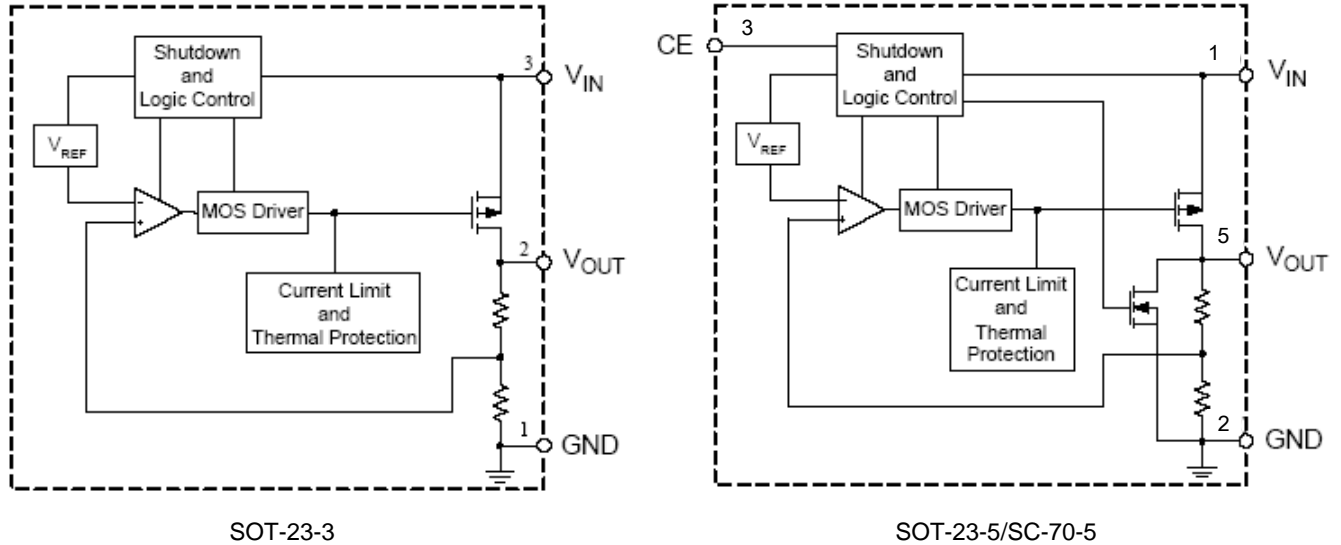 Shutdown
and
Logic Control
3
VIN
VREF
-
+
MOS Driver
2
VOUT
Current Limit
and
Thermal Protection
1
GND
SOT-23-3
CE
3
Shutdown
and
Logic Control
1
VIN
VREF
-
+
MOS Driver
5
VOUT
Current Limit
and
Thermal
Protection
2
GND
SOT-23-5/SC-70-5